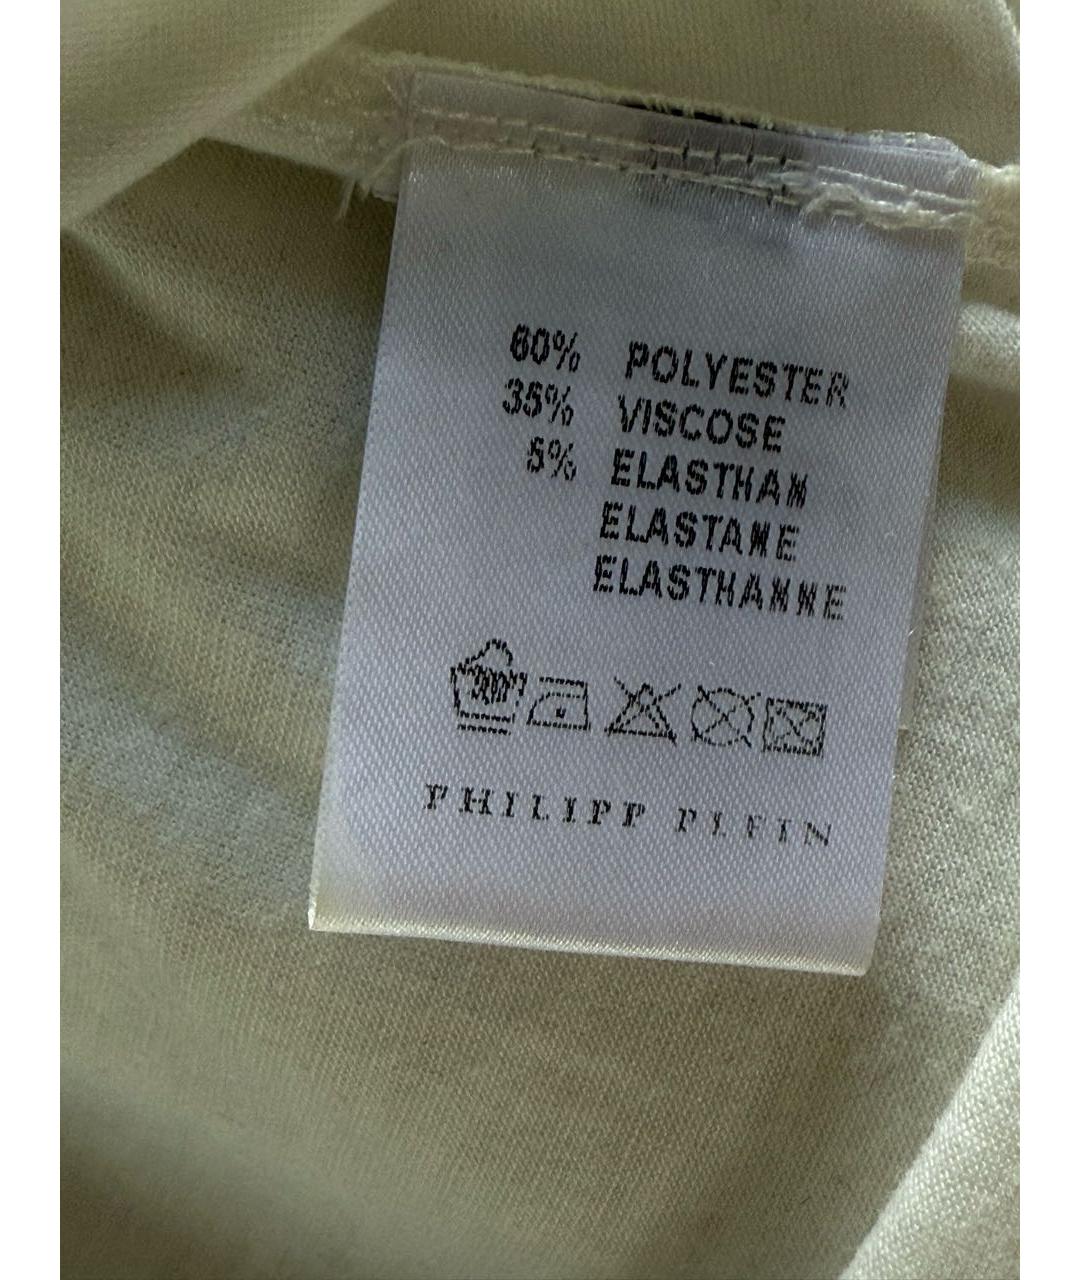 60% POLYESTER
35% VISCOSE
5% ELASTHAN
ELASTANE
ELASTHANNE
PHILIPP PLEIN